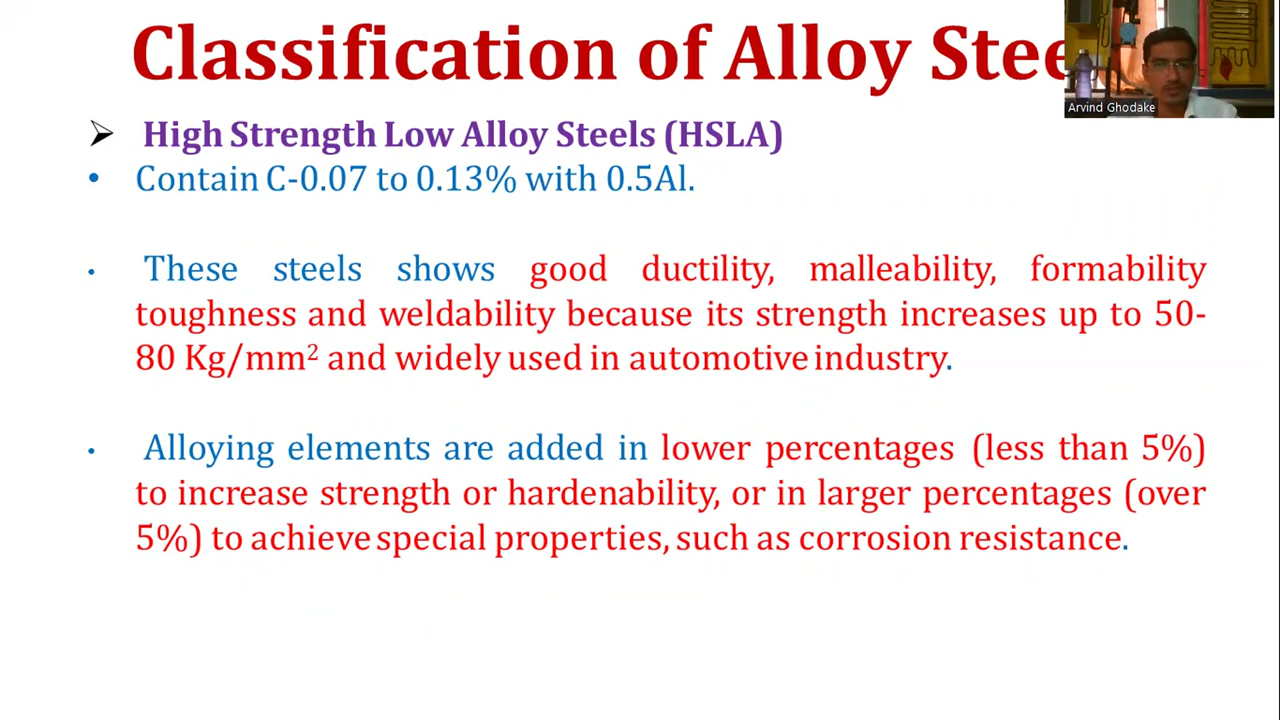 Classification of Alloy Stee
Arvind Ghodake
➢ High Strength Low Alloy Steels (HSLA)
• Contain C-0.07 to 0.13% with 0.5Al.
• These steels shows good ductility, malleability, formability
toughness and weldability because its strength increases up to 50-
80 Kg/mm² and widely used in automotive industry.
• Alloying elements are added in lower percentages (less than 5%)
to increase strength or hardenability, or in larger percentages (over
5%) to achieve special properties, such as corrosion resistance.